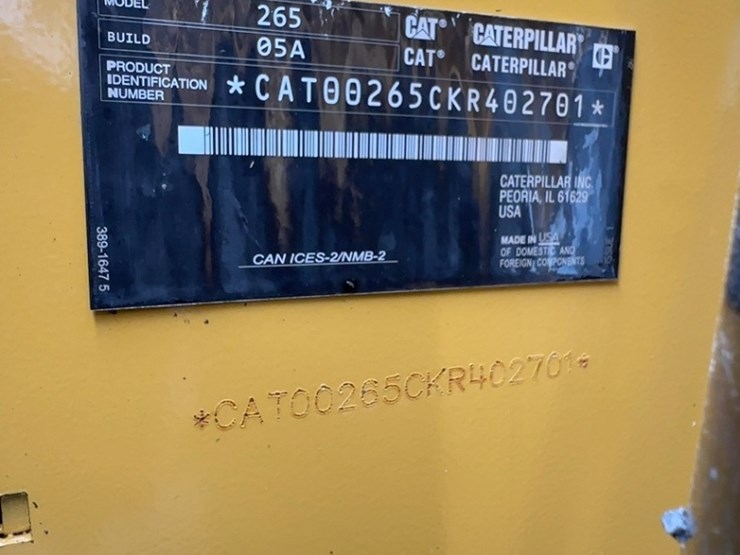 MODEL 265
BUILD 05A
CAT® CATERPILLAR®
CAT® CATERPILLAR®
PRODUCT
IDENTIFICATION
NUMBER
*CAT00265CKR402701*
CATERPILLAR INC.
PEORIA, IL 61629
USA
MADE IN USA
OF DOMESTIC AND
FOREIGN COMPONENTS
CAN ICES-2/NMB-2
389-1647 5
*CAT00265CKR402701*